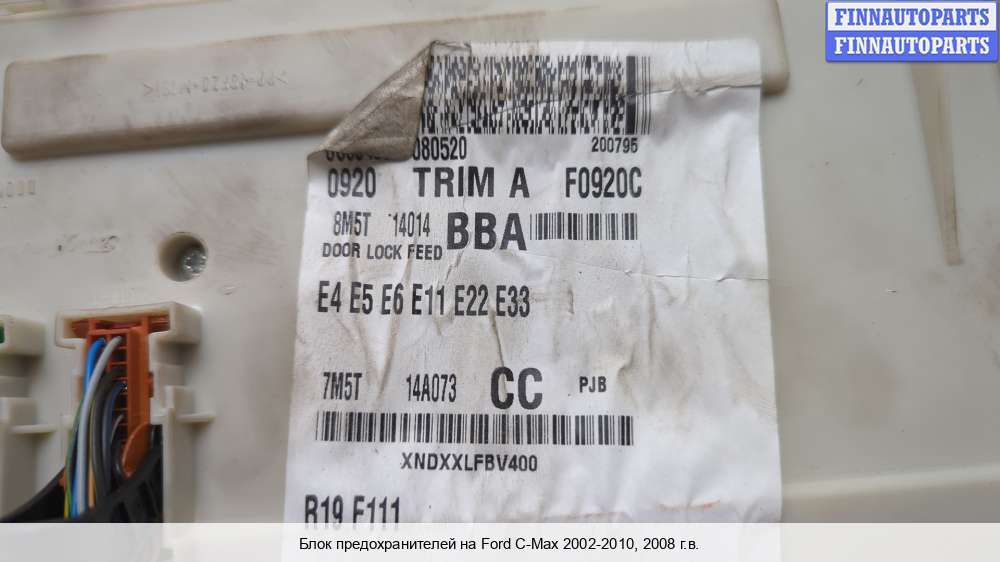 FINNAUTOPARTS
FINNAUTOPARTS
080520
200795
0920 TRIM A F0920C
8M5T 14014 BBA
DOOR LOCK FEED
E4 E5 E6 E11 E22 E33
7M5T 14A073 CC PJB
XNDXXLFBV400
R19 F111
Блок предохранителей на Ford C-Max 2002-2010, 2008 г.в.